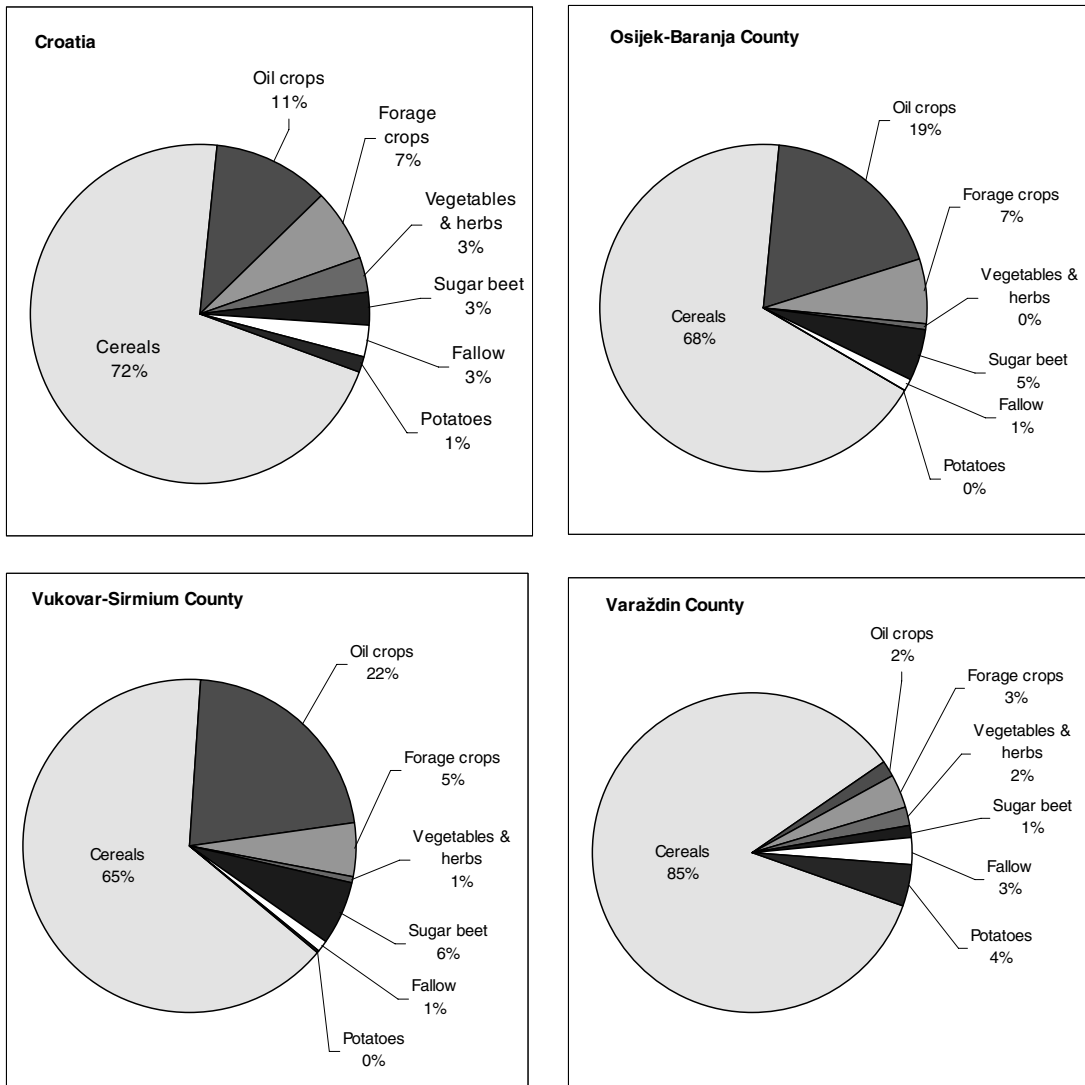 Croatia
Oil crops
11%
Forage
crops
7%
Vegetables
& herbs
3%
Sugar beet
3%
Fallow
3%
Potatoes
1%
Cereals
72%
Osijek-Baranja County
Oil crops
19%
Forage crops
7%
Vegetables &
herbs
0%
Sugar beet
5%
Fallow
1%
Potatoes
0%
Cereals
68%
Vukovar-Sirmium County
Oil crops
22%
Forage crops
5%
Vegetables &
herbs
1%
Sugar beet
6%
Fallow
1%
Potatoes
0%
Cereals
65%
Varaždin County
Oil crops
2%
Forage crops
3%
Vegetables &
herbs
2%
Sugar beet
1%
Fallow
3%
Potatoes
4%
Cereals
85%